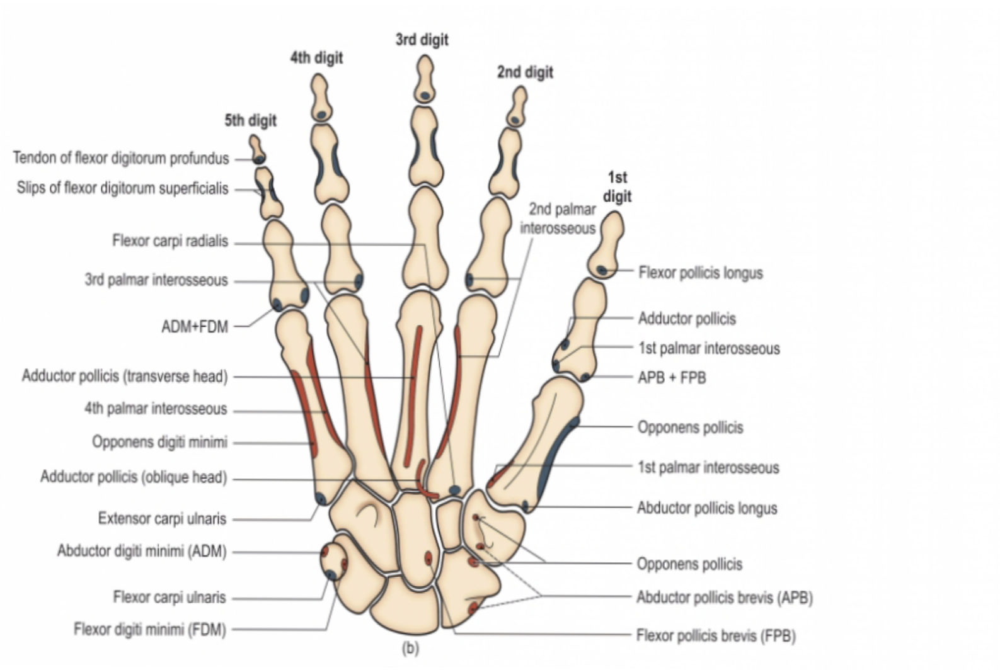 3rd digit
4th digit
2nd digit
5th digit
Tendon of flexor digitorum profundus
Slips of flexor digitorum superficialis
1st
digit
2nd palmar
interosseous
Flexor carpi radialis
Flexor pollicis longus
3rd palmar interosseous
Adductor pollicis
ADM+FDM
1st palmar interosseous
APB + FPB
Adductor pollicis (transverse head)
4th palmar interosseous
Opponens pollicis
Opponens digiti minimi
1st palmar interosseous
Adductor pollicis (oblique head)
Abductor pollicis longus
Extensor carpi ulnaris
Abductor digiti minimi (ADM)
Opponens pollicis
Flexor carpi ulnaris
Abductor pollicis brevis (APB)
Flexor digiti minimi (FDM)
Flexor pollicis brevis (FPB)
(b)